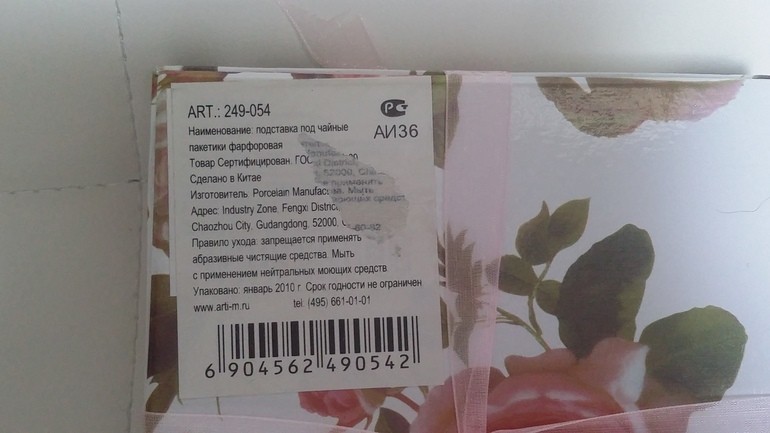 ART.: 249-054
АИ36
Наименование: подставка под чайные
пакетики фарфоровая
Товар Сертифицирован. ГОС
Сделано в Китае
Изготовитель: Porcelain Manufac
Адрес: Industry Zone, Fengxi Distric
Chaozhou City, Gudangdong, 52000,
Правило ухода: запрещается применять
абразивные чистящие средства. Мыть
с применением нейтральных моющих средств
Упаковано: январь 2010 г. Срок годности не ограничен
www.arti-m.ru tel: (495) 661-01-01
6 904562 490542